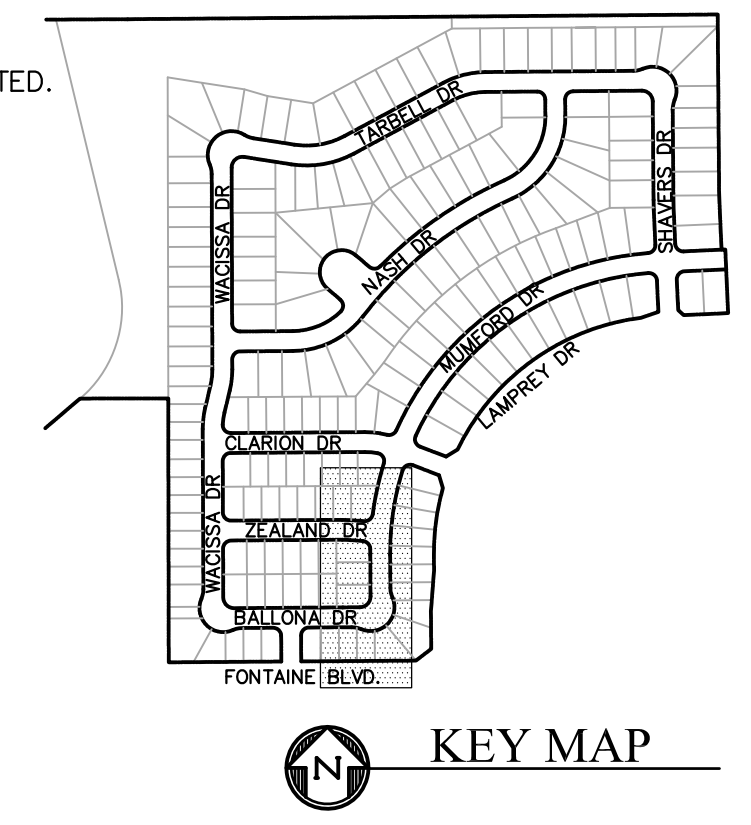 TED.
TARBELL DR
SHAVERS DR
WACISSA DR
NASH DR
MUMFORD DR
LAMPREY DR
CLARION DR
WACISSA DR
ZEALAND DR
BALLONA DR
FONTAINE BLVD.
N
KEY MAP